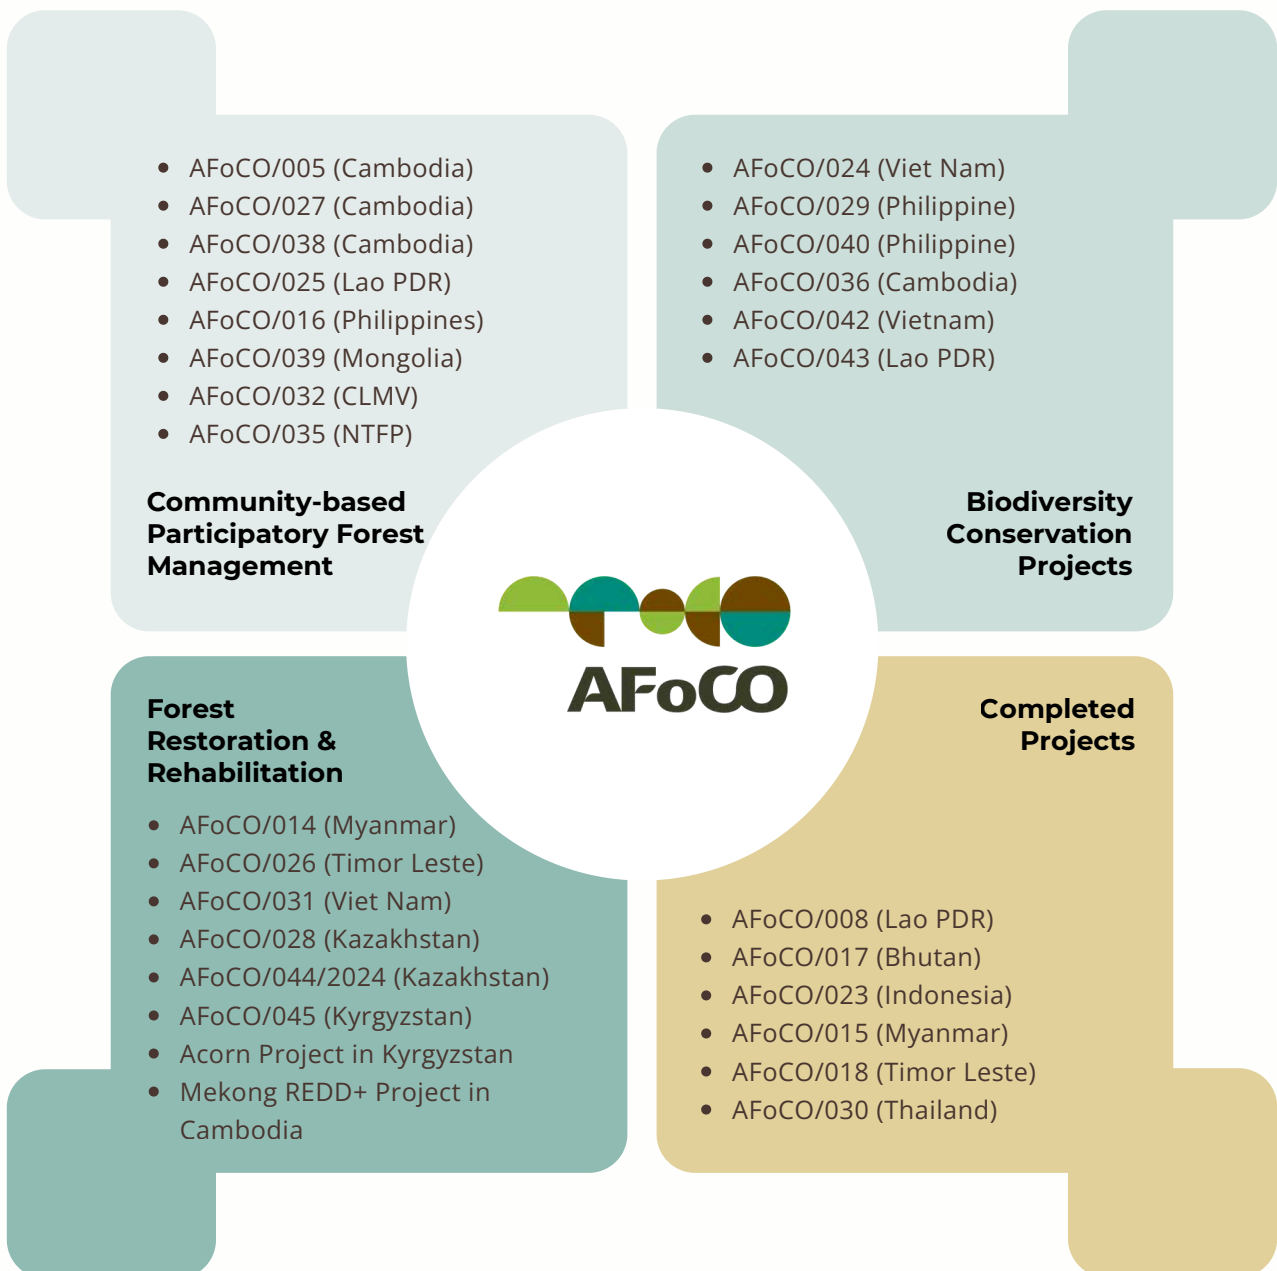 AFoCO/005 (Cambodia)
AFoCO/027 (Cambodia)
AFoCO/038 (Cambodia)
AFoCO/025 (Lao PDR)
AFoCO/016 (Philippines)
AFoCO/039 (Mongolia)
AFoCO/032 (CLMV)
AFoCO/035 (NTFP)
Community-based
Participatory Forest
Management
AFoCO/024 (Viet Nam)
AFoCO/029 (Philippine)
AFoCO/040 (Philippine)
AFoCO/036 (Cambodia)
AFoCO/042 (Vietnam)
AFoCO/043 (Lao PDR)
Biodiversity
Conservation
Projects
AFoCO
Forest
Restoration &
Rehabilitation
AFoCO/014 (Myanmar)
AFoCO/026 (Timor Leste)
AFoCO/031 (Viet Nam)
AFoCO/028 (Kazakhstan)
AFoCO/044/2024 (Kazakhstan)
AFoCO/045 (Kyrgyzstan)
Acorn Project in Kyrgyzstan
Mekong REDD+ Project in
Cambodia
Completed
Projects
AFoCO/008 (Lao PDR)
AFoCO/017 (Bhutan)
AFoCO/023 (Indonesia)
AFoCO/015 (Myanmar)
AFoCO/018 (Timor Leste)
AFoCO/030 (Thailand)